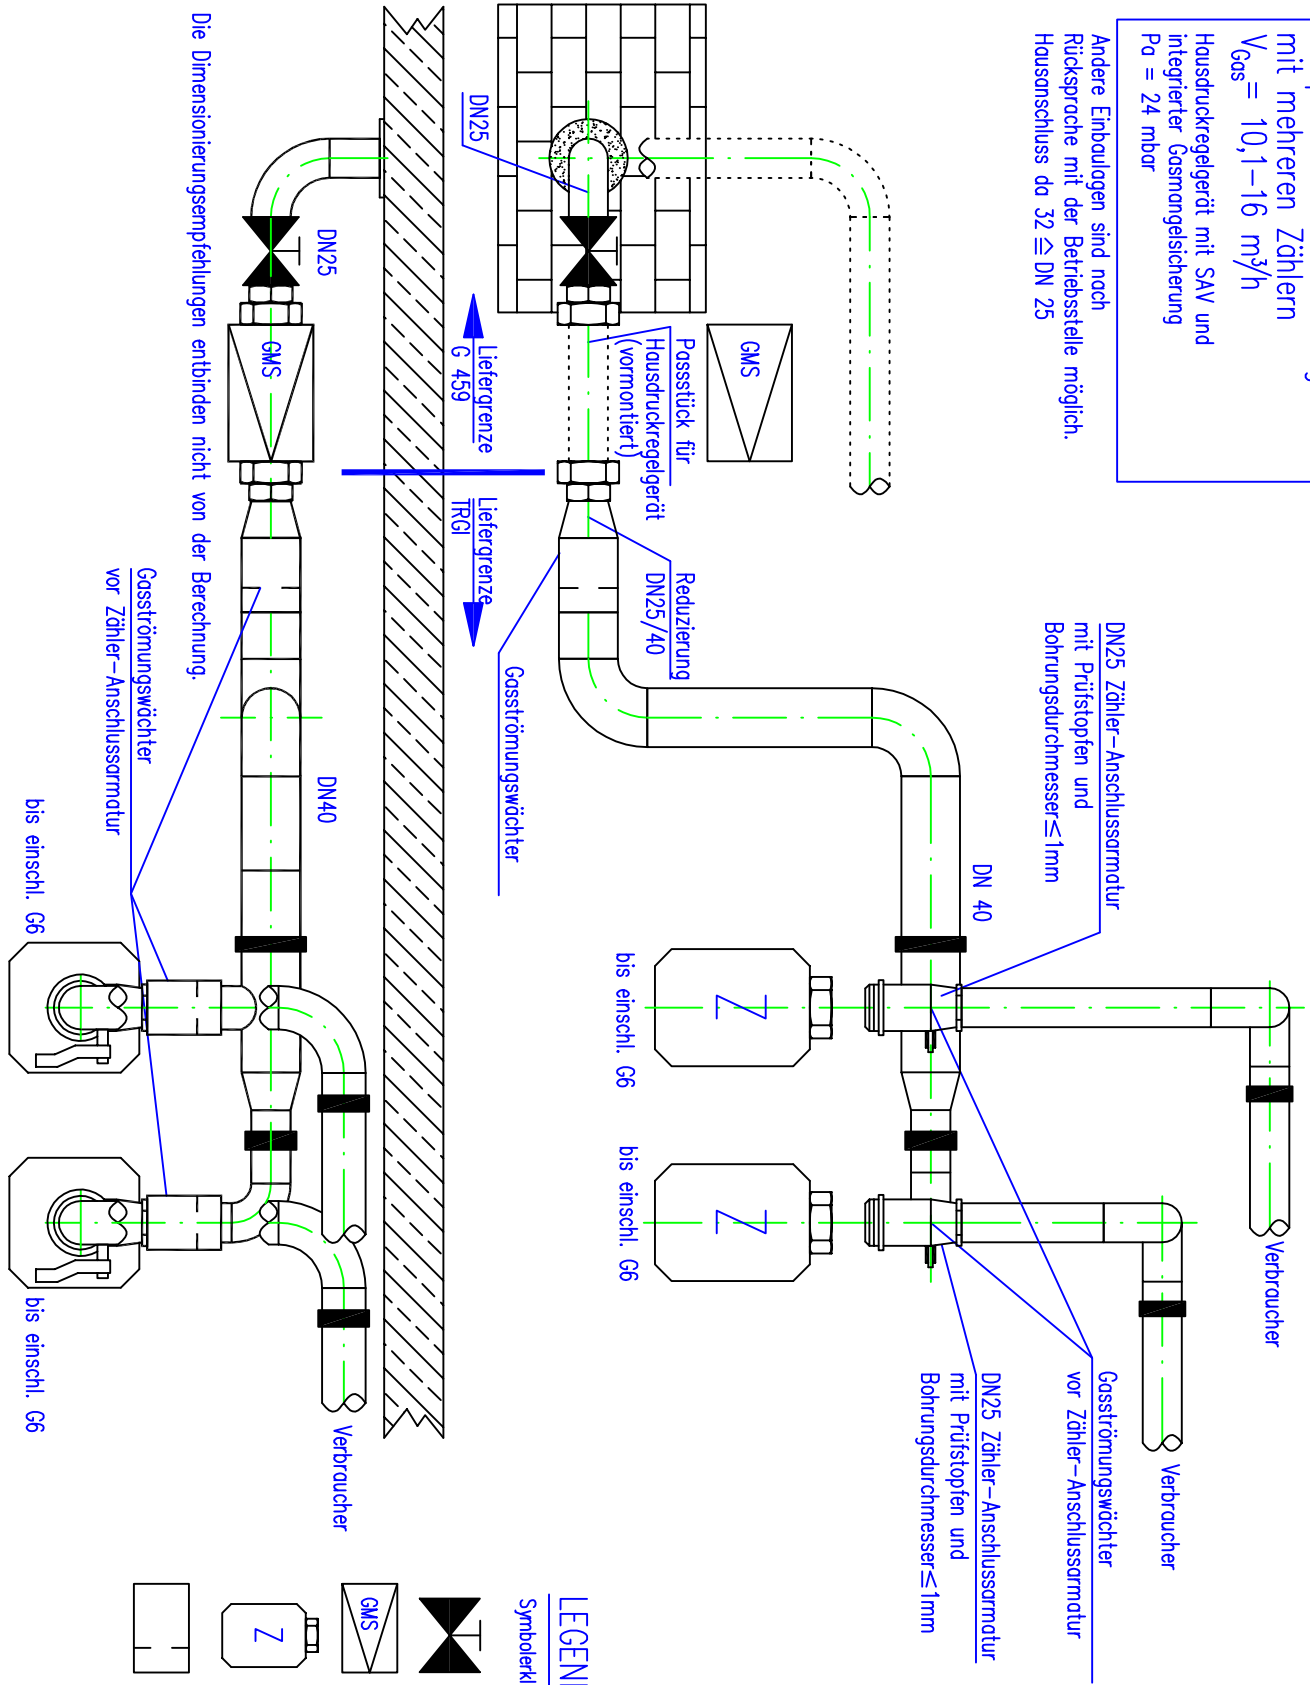 mit mehreren Zählern
VGas = 10,1-16 m³/h
Hausdruckregelgerät mit SAV und
integrierter Gasmangelsicherung
Pa = 24 mbar
Andere Einbaulagen sind nach
Rücksprache mit der Betriebsstelle möglich.
Hausanschluss da 32 ≙ DN 25
GMS
Passstück für
Hausdruckregelgerät
(vormontiert)
DN25
Liefergrenze
G 459
Liefergrenze
TRGI
Reduzierung
DN25/40
Gasströmungswächter
DN25 Zähler-Anschlussarmatur
mit Prüfstopfen und
Bohrungsdurchmesser≤1mm
DN 40
Z
bis einschl. G6
Z
bis einschl. G6
Verbraucher
Verbraucher
Gasströmungswächter
vor Zähler-Anschlussarmatur
DN25 Zähler-Anschlussarmatur
mit Prüfstopfen und
Bohrungsdurchmesser≤1mm
DN25
GMS
DN40
Gasströmungswächter
vor Zähler-Anschlussarmatur
bis einschl. G6
bis einschl. G6
Verbraucher
Die Dimensionierungsempfehlungen entbinden nicht von der Berechnung.
LEGEN
Symbolerkl
GMS
Z